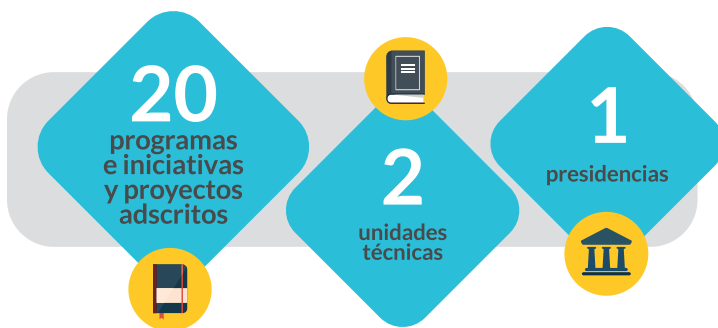 20
programas
e iniciativas
y proyectos
adscritos
2
unidades
técnicas
1
presidencias